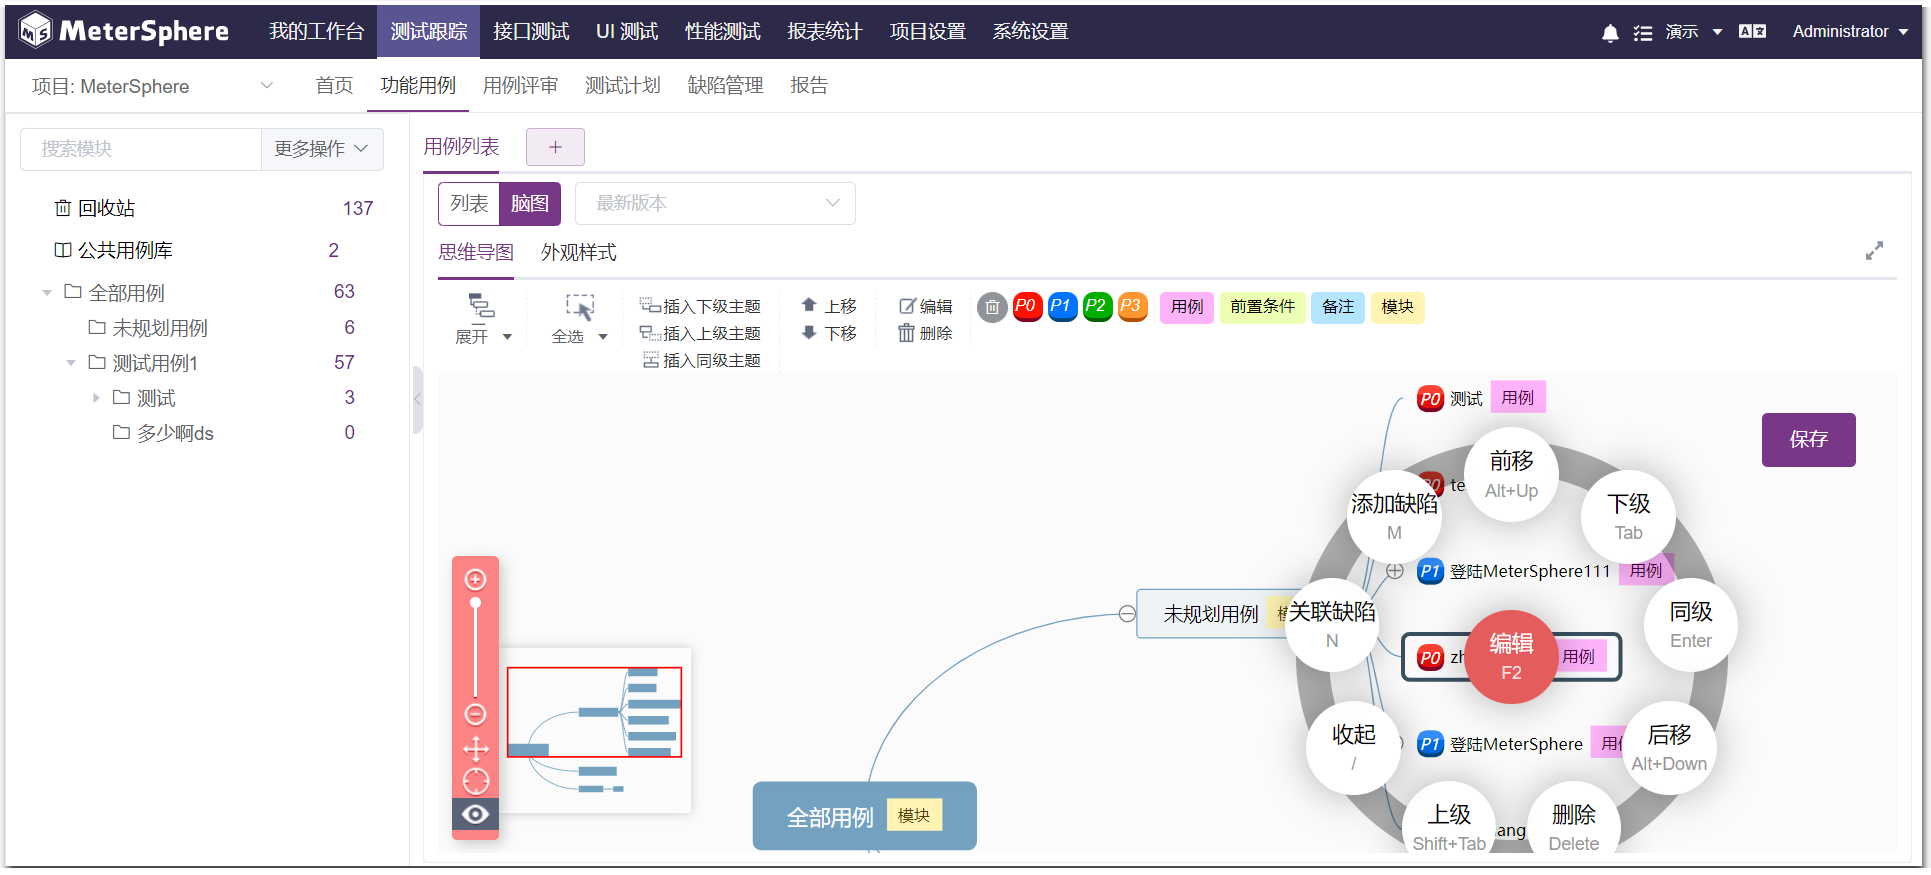 MeterSphere 我的工作台 测试跟踪 接口测试 UI 测试 性能测试 报表统计 项目设置 系统设置 演示 Administrator
项目: MeterSphere 首页 功能用例 用例评审 测试计划 缺陷管理 报告
搜索模块 更多操作
回收站 137
公共用例库 2
全部用例 63
未规划用例 6
测试用例1 57
测试 3
多少啊ds 0
用例列表 +
列表 脑图 最新版本
思维导图 外观样式
展开 全选
插入下级主题
插入上级主题
插入同级主题
上移
下移
编辑
删除
P0 P1 P2 P3 用例 前置条件 备注 模块
P0 测试 用例
保存
前移
Alt+Up
添加缺陷
M
te
下级
Tab
P1 登陆MeterSphere111 用例
未规划用例
关联缺陷
N
同级
Enter
P0 zh 用例
编辑
F2
收起
/
P1 登陆MeterSphere
后移
Alt+Down
全部用例 模块
上级
Shift+Tab
ang
删除
Delete